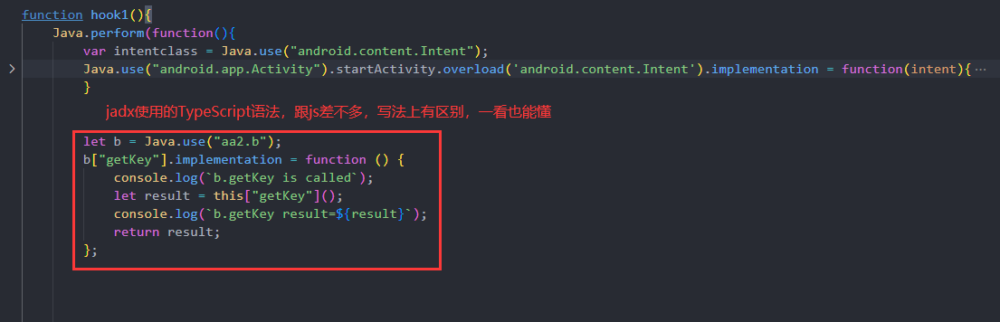 function hook1(){
Java.perform(function(){
var intentclass = Java.use("android.content.Intent");
Java.use("android.app.Activity").startActivity.overload('android.content.Intent').implementation = function(intent){…
}
jadx使用的TypeScript语法，跟js差不多，写法上有区别，一看也能懂
let b = Java.use("aa2.b");
b["getKey"].implementation = function () {
console.log(`b.getKey is called`);
let result = this["getKey"]();
console.log(`b.getKey result=${result}`);
return result;
};